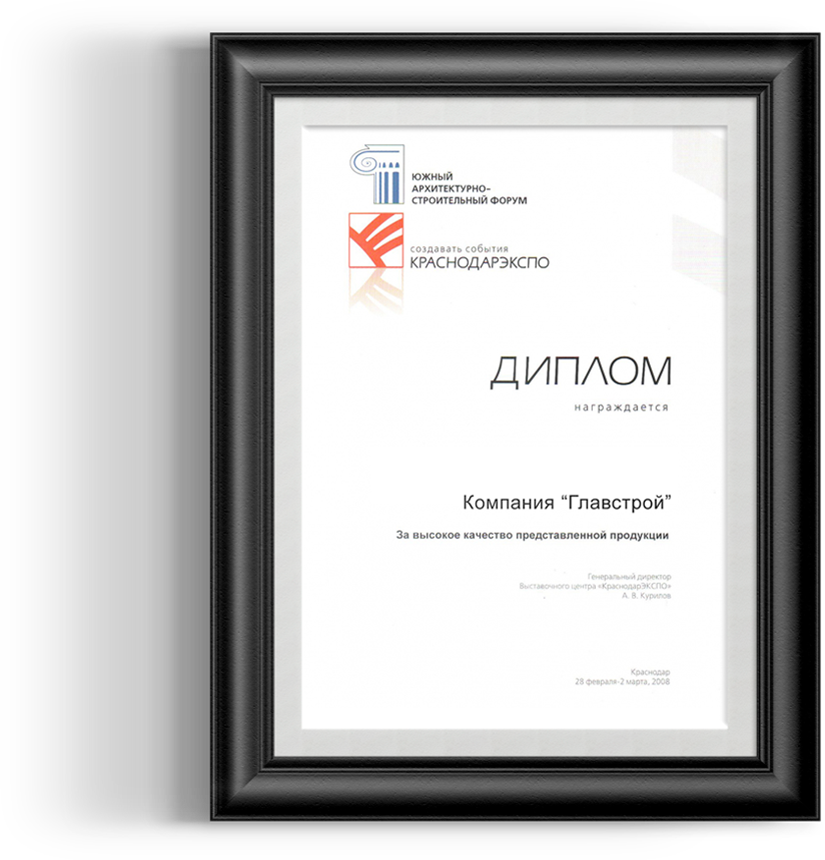 ЮЖНЫЙ
АРХИТЕКТУРНО-
СТРОИТЕЛЬНЫЙ ФОРУМ
создавать события
КРАСНОДАРЭКСПО
ДИПЛОМ
награждается
Компания “Главстрой”
За высокое качество представленной продукции
Генеральный директор
Выставочного центра «КраснодарЭКСПО»
А. В. Курилов
Краснодар
28 февраля-2 марта, 2008